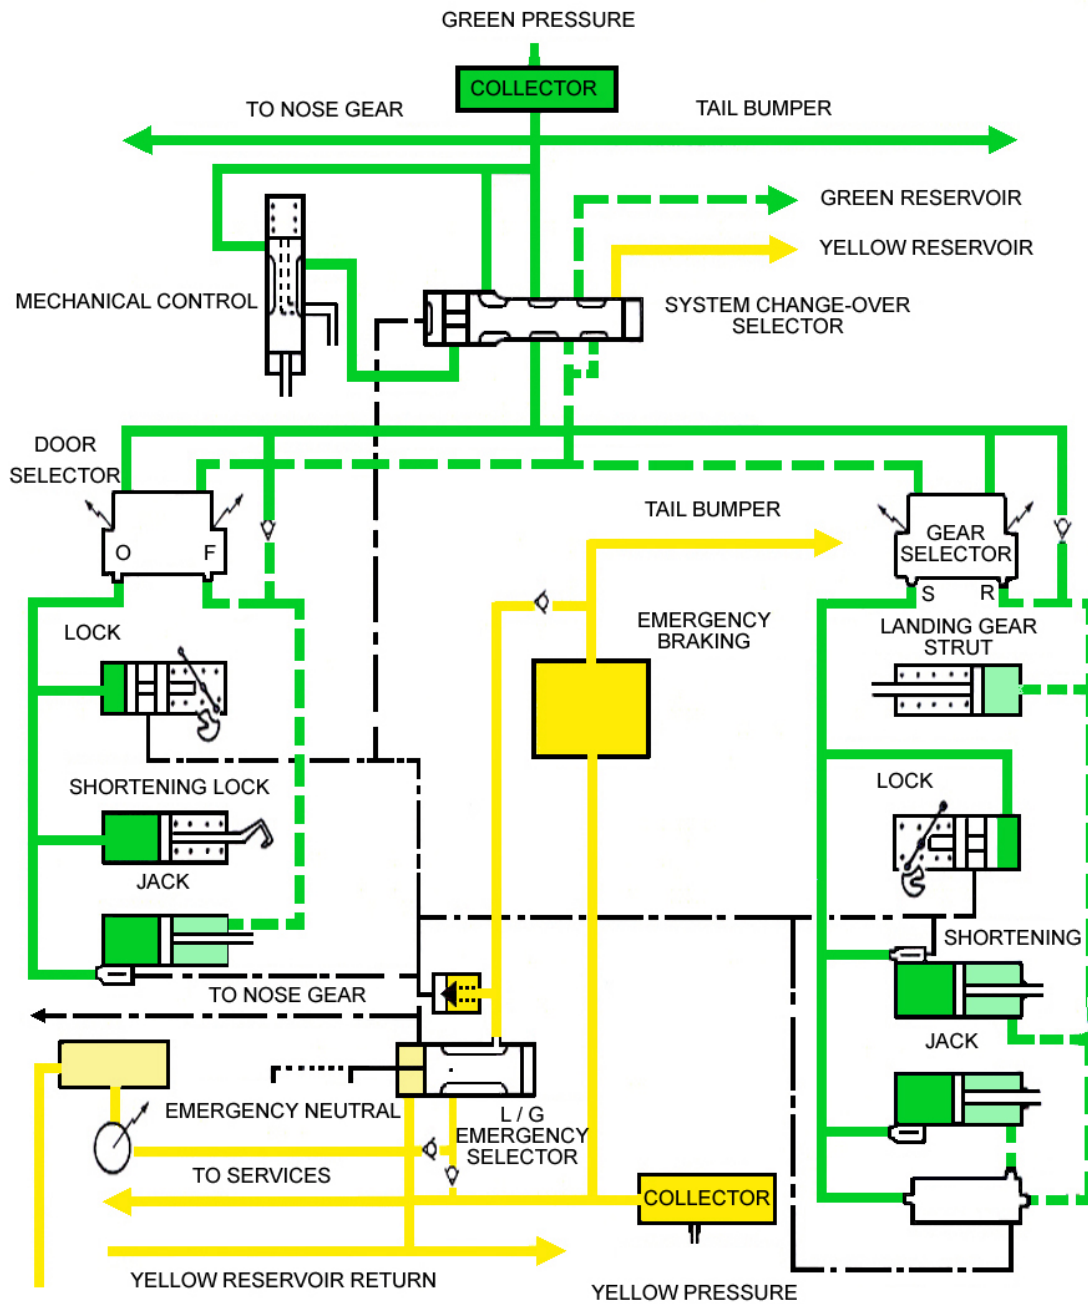 GREEN PRESSURE
COLLECTOR
TO NOSE GEAR
TAIL BUMPER
GREEN RESERVOIR
YELLOW RESERVOIR
MECHANICAL CONTROL
SYSTEM CHANGE-OVER
SELECTOR
DOOR
SELECTOR
O F
TAIL BUMPER
GEAR
SELECTOR
S R
LOCK
EMERGENCY
BRAKING
LANDING GEAR
STRUT
SHORTENING LOCK
LOCK
JACK
SHORTENING
TO NOSE GEAR
JACK
EMERGENCY NEUTRAL
L / G
EMERGENCY
SELECTOR
TO SERVICES
COLLECTOR
YELLOW RESERVOIR RETURN
YELLOW PRESSURE